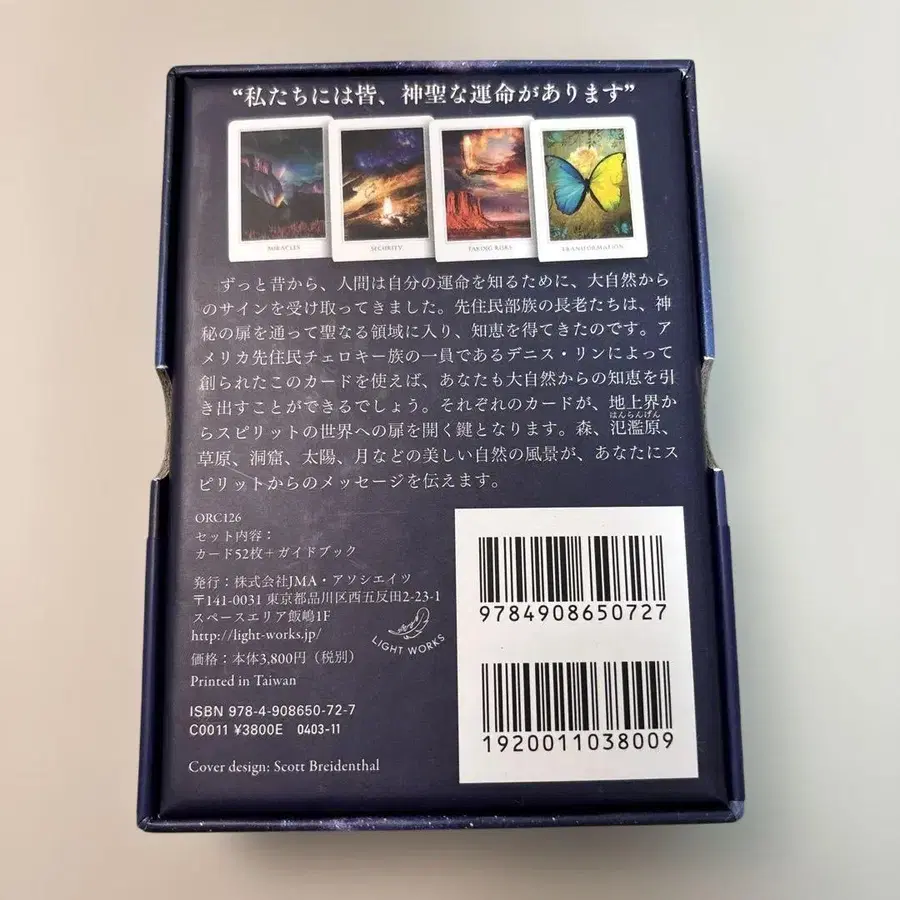 “私たちには皆、神聖な運命があります”
MIRACLES
SECURITY
TAKING RISKS
TRANSFORMATION
ずっと昔から、人間は自分の運命を知るために、大自然から
のサインを受け取ってきました。先住民部族の長老たちは、神
秘の扉を通って聖なる領域に入り、知恵を得てきたのです。ア
メリカ先住民チェロキー族の一員であるデニス・リンによって
創られたこのカードを使えば、あなたも大自然からの知恵を引
き出すことができるでしょう。それぞれのカードが、地上界か
らスピリットの世界への扉を開く鍵となります。森、氾濫原、
はんらんげん
草原、洞窟、太陽、月などの美しい自然の風景が、あなたにス
ピリットからのメッセージを伝えます。
ORC126
セット内容：
カード52枚＋ガイドブック
発行：株式会社JMA・アソシエイツ
〒141-0031 東京都品川区西五反田2-23-1
スペースエリア飯嶋1F
http://light-works.jp/
LIGHT WORKS
価格：本体3,800円（税別）
Printed in Taiwan
ISBN 978-4-908650-72-7
C0011 ¥3800E 0403-11
Cover design: Scott Breidenthal
9784908650727
1920011038009